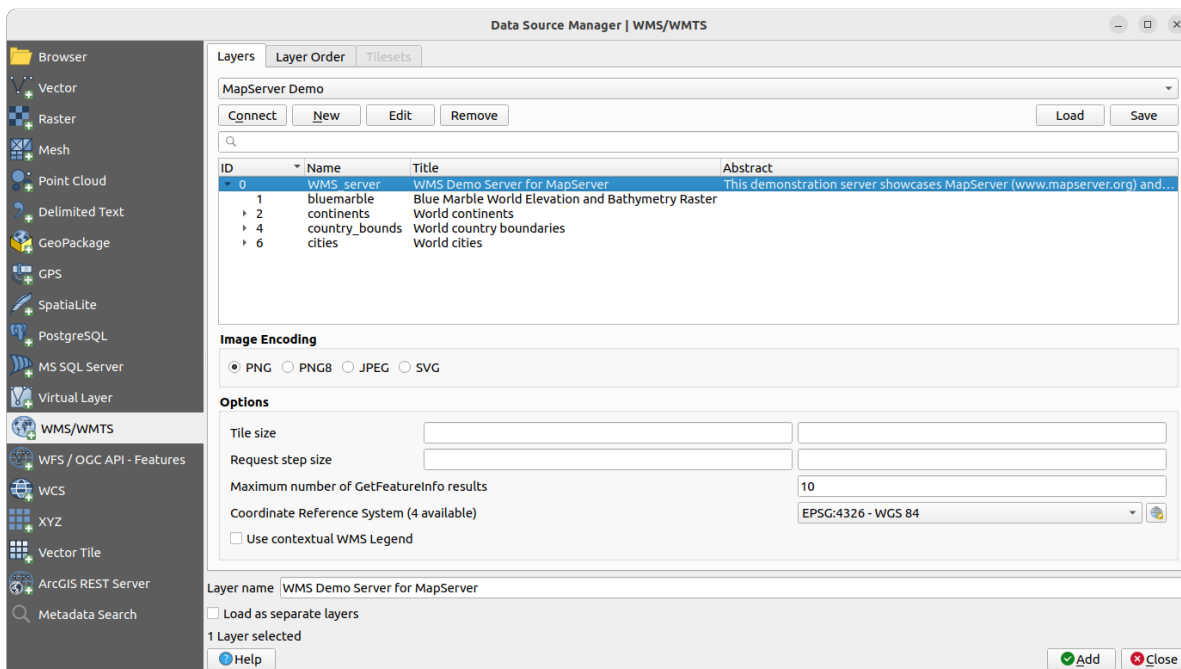 Data Source Manager | WMS/WMTS
Browser
Vector
Raster
Mesh
Point Cloud
Delimited Text
GeoPackage
GPS
SpatiaLite
PostgreSQL
MS SQL Server
Virtual Layer
WMS/WMTS
WFS / OGC API - Features
WCS
XYZ
Vector Tile
ArcGIS REST Server
Metadata Search
Layers Layer Order Tilesets
MapServer Demo
Connect New Edit Remove Load Save
ID Name Title Abstract
0 WMS_server WMS Demo Server for MapServer This demonstration server showcases MapServer (www.mapserver.org) and...
1 bluemarble Blue Marble World Elevation and Bathymetry Raster
2 continents World continents
4 country_bounds World country boundaries
6 cities World cities
Image Encoding
PNG PNG8 JPEG SVG
Options
Tile size
Request step size
Maximum number of GetFeatureInfo results 10
Coordinate Reference System (4 available) EPSG:4326 - WGS 84
Use contextual WMS Legend
Layer name WMS Demo Server for MapServer
Load as separate layers
1 Layer selected
Help Add Close